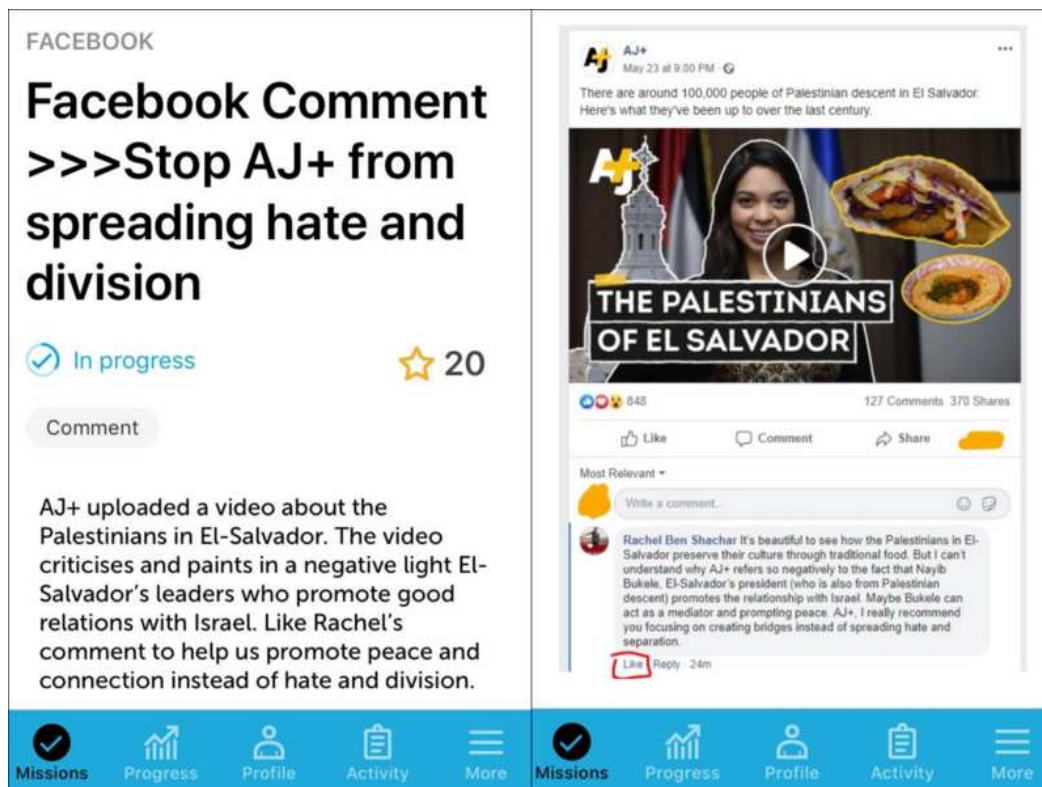 FACEBOOK
Facebook Comment
>>>Stop AJ+ from
spreading hate and
division
In progress
20
Comment
AJ+ uploaded a video about the
Palestinians in El-Salvador. The video
criticises and paints in a negative light El-
Salvador's leaders who promote good
relations with Israel. Like Rachel's
comment to help us promote peace and
connection instead of hate and division.
Missions
Progress
Profile
Activity
More
AJ+
AJ+
May 23 at 9:00 PM
There are around 100,000 people of Palestinian descent in El Salvador.
Here's what they've been up to over the last century.
AJ+
THE PALESTINIANS
OF EL SALVADOR
848
127 Comments 370 Shares
Like
Comment
Share
Most Relevant
Write a comment...
Rachel Ben Shachar It's beautiful to see how the Palestinians in El-
Salvador preserve their culture through traditional food. But I can't
understand why AJ+ refers so negatively to the fact that Nayib
Bukele, El-Salvador's president (who is also from Palestinian
descent) promotes the relationship with Israel. Maybe Bukele can
act as a mediator and prompting peace. AJ+, I really recommend
you focusing on creating bridges instead of spreading hate and
separation.
Like Reply 24m
Missions
Progress
Profile
Activity
More